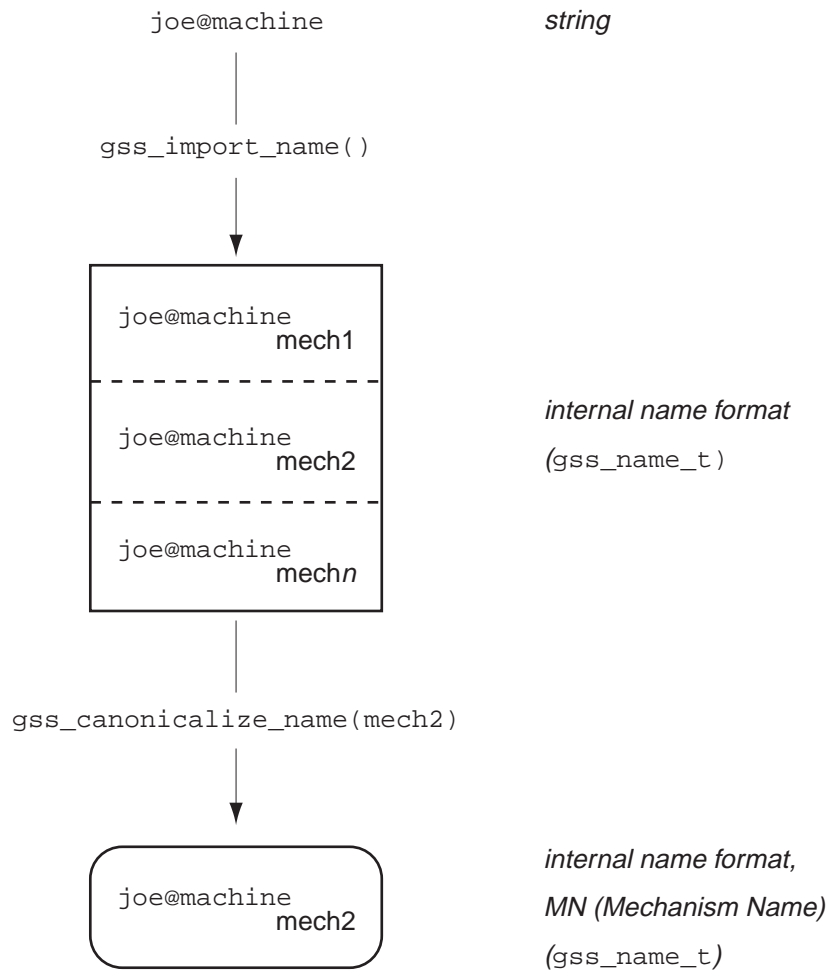 joe@machine string
gss_import_name()
joe@machine
mech1
joe@machine
mech2
internal name format
(gss_name_t)
joe@machine
mechn
gss_canonicalize_name(mech2)
joe@machine
mech2
internal name format,
MN (Mechanism Name)
(gss_name_t)